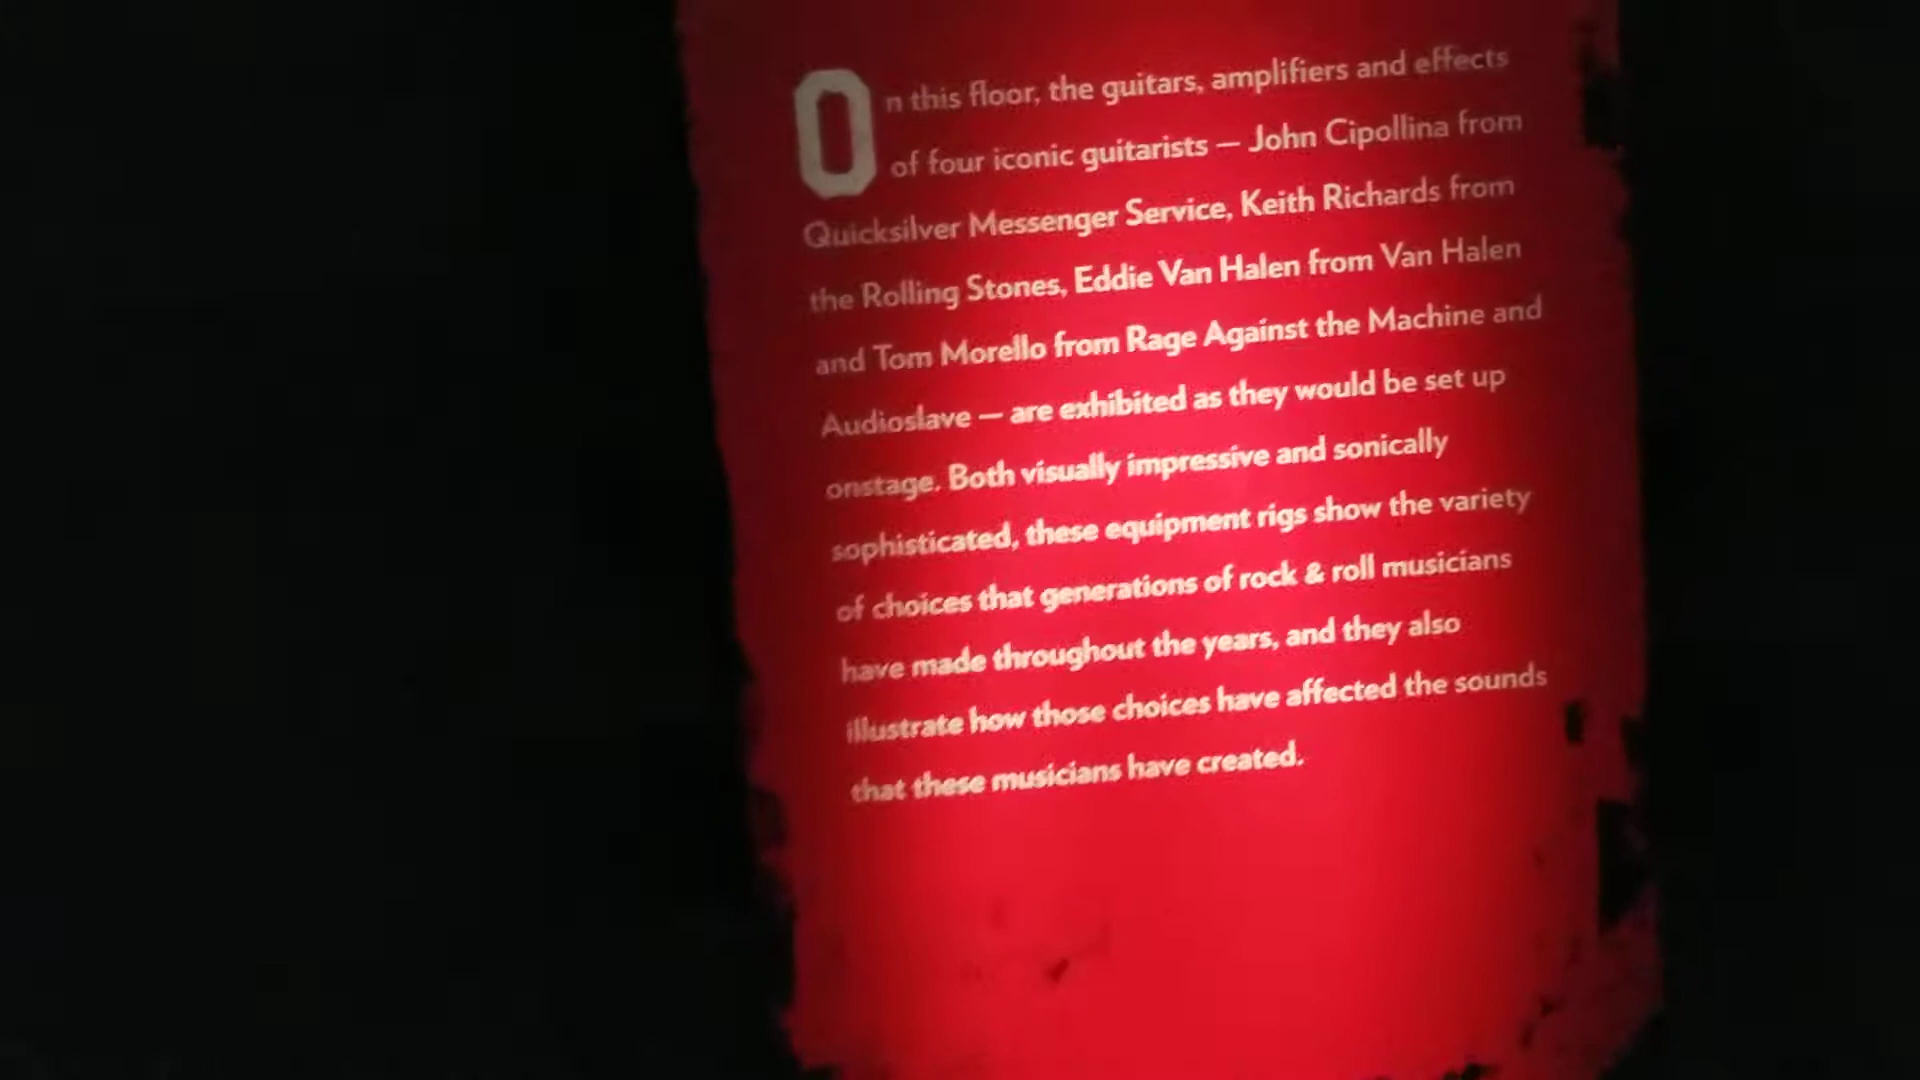 On this floor, the guitars, amplifiers and effects
of four iconic guitarists — John Cipollina from
Quicksilver Messenger Service, Keith Richards from
the Rolling Stones, Eddie Van Halen from Van Halen
and Tom Morello from Rage Against the Machine and
Audioslave — are exhibited as they would be set up
onstage. Both visually impressive and sonically
sophisticated, these equipment rigs show the variety
of choices that generations of rock & roll musicians
have made throughout the years, and they also
illustrate how those choices have affected the sounds
that these musicians have created.